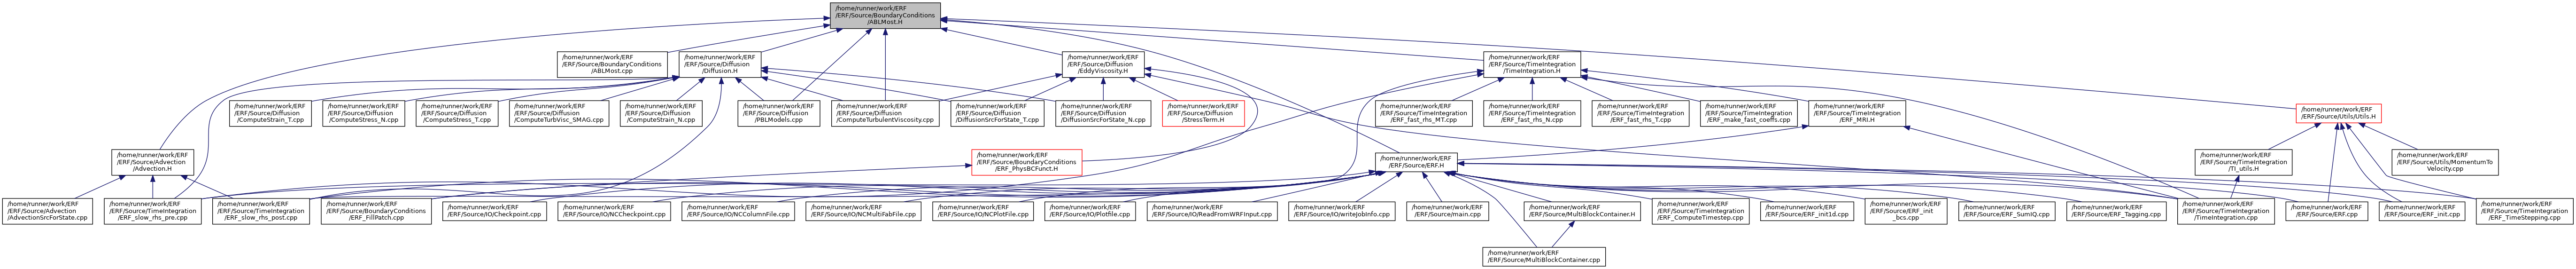 /home/runner/work/ERF
/ERF/Source/BoundaryConditions
/ABLMost.H
/home/runner/work/ERF
/ERF/Source/BoundaryConditions
/ABLMost.cpp
/home/runner/work/ERF
/ERF/Source/Diffusion
/Diffusion.H
/home/runner/work/ERF
/ERF/Source/Diffusion
/EddyViscosity.H
/home/runner/work/ERF
/ERF/Source/TimeIntegration
/TimeIntegration.H
/home/runner/work/ERF
/ERF/Source/Diffusion
/ComputeStrain_T.cpp
/home/runner/work/ERF
/ERF/Source/Diffusion
/ComputeStress_N.cpp
/home/runner/work/ERF
/ERF/Source/Diffusion
/ComputeStress_T.cpp
/home/runner/work/ERF
/ERF/Source/Diffusion
/ComputeTurbVisc_SMAG.cpp
/home/runner/work/ERF
/ERF/Source/Diffusion
/ComputeStrain_N.cpp
/home/runner/work/ERF
/ERF/Source/Diffusion
/PBLModels.cpp
/home/runner/work/ERF
/ERF/Source/Diffusion
/ComputeTurbulentViscosity.cpp
/home/runner/work/ERF
/ERF/Source/Diffusion
/DiffusionSrcForState_T.cpp
/home/runner/work/ERF
/ERF/Source/Diffusion
/DiffusionSrcForState_N.cpp
/home/runner/work/ERF
/ERF/Source/Diffusion
/StressTerm.H
/home/runner/work/ERF
/ERF/Source/TimeIntegration
/ERF_fast_rhs_MT.cpp
/home/runner/work/ERF
/ERF/Source/TimeIntegration
/ERF_fast_rhs_N.cpp
/home/runner/work/ERF
/ERF/Source/TimeIntegration
/ERF_fast_rhs_T.cpp
/home/runner/work/ERF
/ERF/Source/TimeIntegration
/ERF_make_fast_coeffs.cpp
/home/runner/work/ERF
/ERF/Source/TimeIntegration
/ERF_MRI.H
/home/runner/work/ERF
/ERF/Source/Utils/Utils.H
/home/runner/work/ERF
/ERF/Source/Advection
/Advection.H
/home/runner/work/ERF
/ERF/Source/BoundaryConditions
/ERF_PhysBCFunct.H
/home/runner/work/ERF
/ERF/Source/ERF.H
/home/runner/work/ERF
/ERF/Source/TimeIntegration
/TI_utils.H
/home/runner/work/ERF
/ERF/Source/Utils/MomentumTo
Velocity.cpp
/home/runner/work/ERF
/ERF/Source/Advection
/AdvectionSrcForState.cpp
/home/runner/work/ERF
/ERF/Source/TimeIntegration
/ERF_slow_rhs_pre.cpp
/home/runner/work/ERF
/ERF/Source/TimeIntegration
/ERF_slow_rhs_post.cpp
/home/runner/work/ERF
/ERF/Source/BoundaryConditions
/ERF_FillPatch.cpp
/home/runner/work/ERF
/ERF/Source/IO/Checkpoint.cpp
/home/runner/work/ERF
/ERF/Source/IO/NCCheckpoint.cpp
/home/runner/work/ERF
/ERF/Source/IO/NCColumnFile.cpp
/home/runner/work/ERF
/ERF/Source/IO/NCMultiFabFile.cpp
/home/runner/work/ERF
/ERF/Source/IO/NCPlotFile.cpp
/home/runner/work/ERF
/ERF/Source/IO/Plotfile.cpp
/home/runner/work/ERF
/ERF/Source/IO/ReadFromWRFInput.cpp
/home/runner/work/ERF
/ERF/Source/IO/writeJobInfo.cpp
/home/runner/work/ERF
/ERF/Source/main.cpp
/home/runner/work/ERF
/ERF/Source/MultiBlockContainer.H
/home/runner/work/ERF
/ERF/Source/TimeIntegration
/ERF_ComputeTimestep.cpp
/home/runner/work/ERF
/ERF/Source/ERF_init1d.cpp
/home/runner/work/ERF
/ERF/Source/ERF_init
_bcs.cpp
/home/runner/work/ERF
/ERF/Source/ERF_SumIQ.cpp
/home/runner/work/ERF
/ERF/Source/ERF_Tagging.cpp
/home/runner/work/ERF
/ERF/Source/TimeIntegration
/TimeIntegration.cpp
/home/runner/work/ERF
/ERF/Source/ERF.cpp
/home/runner/work/ERF
/ERF/Source/ERF_init.cpp
/home/runner/work/ERF
/ERF/Source/TimeIntegration
/ERF_TimeStepping.cpp
/home/runner/work/ERF
/ERF/Source/MultiBlockContainer.cpp